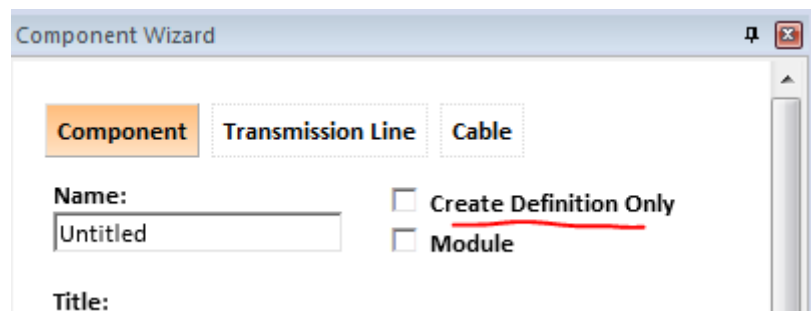 Component Wizard
Component Transmission Line Cable
Name:
Create Definition Only
Untitled
Module
Title: